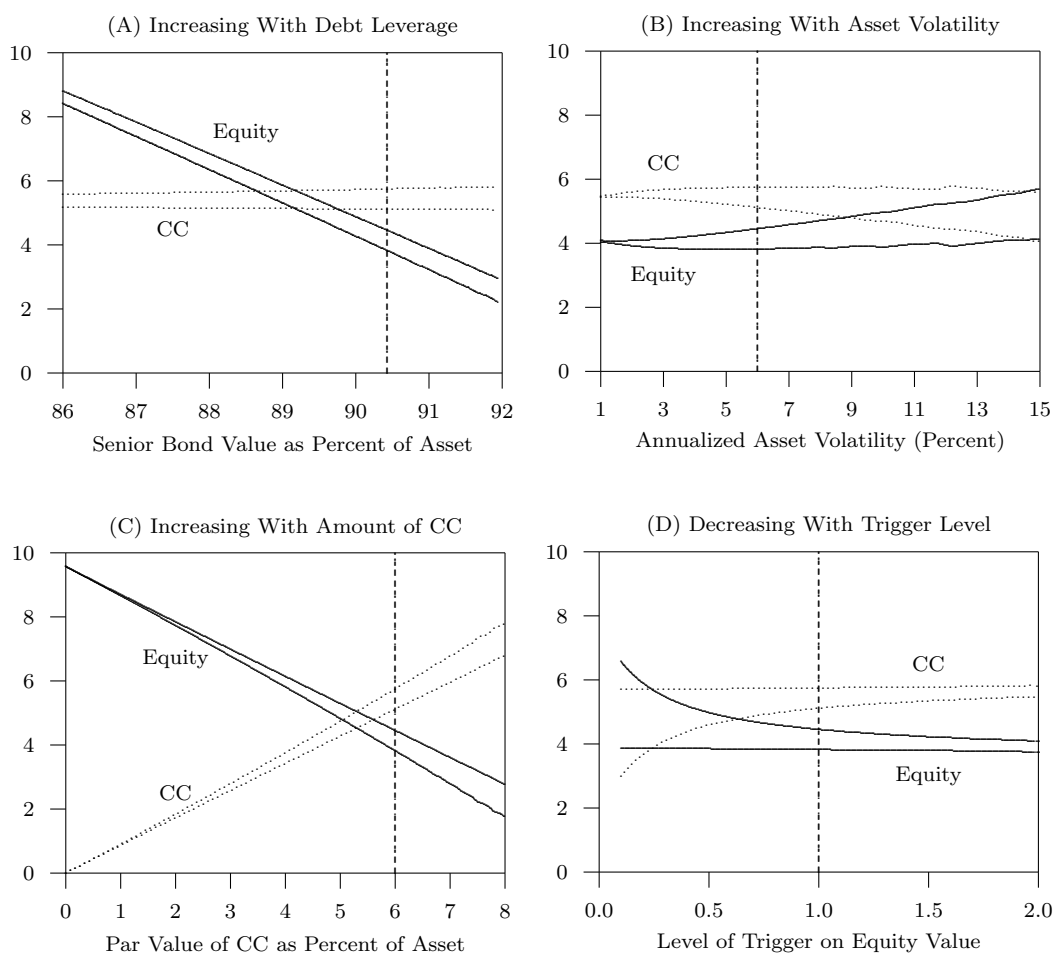 (A) Increasing With Debt Leverage
10
8
6
4
2
0
Equity
CC
86 87 88 89 90 91 92
Senior Bond Value as Percent of Asset
(B) Increasing With Asset Volatility
10
8
6
4
2
0
CC
Equity
1 3 5 7 9 11 13 15
Annualized Asset Volatility (Percent)
(C) Increasing With Amount of CC
10
8
6
4
2
0
Equity
CC
0 1 2 3 4 5 6 7 8
Par Value of CC as Percent of Asset
(D) Decreasing With Trigger Level
10
8
6
4
2
0
CC
Equity
0.0 0.5 1.0 1.5 2.0
Level of Trigger on Equity Value